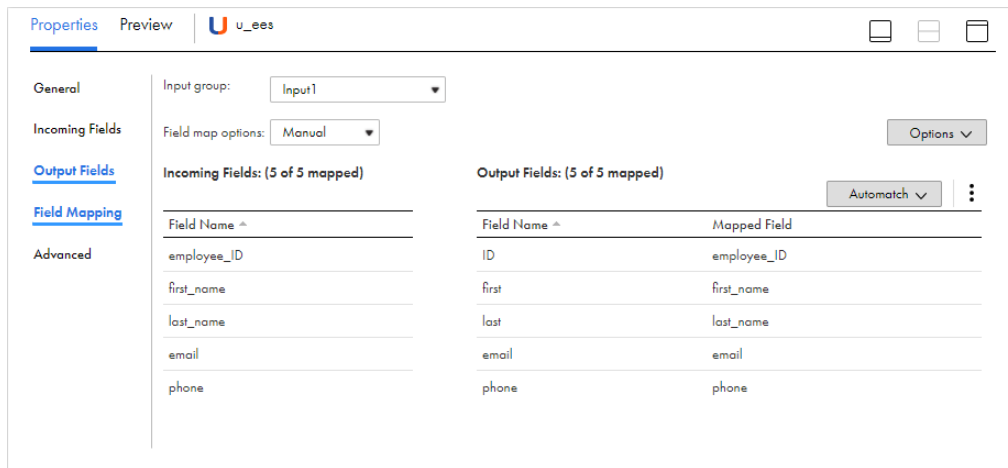 Properties Preview u_ees
General
Input group: Input1
Incoming Fields
Field map options: Manual
Options
Output Fields
Incoming Fields: (5 of 5 mapped)
Output Fields: (5 of 5 mapped)
Automatch
Field Mapping
Field Name
Field Name Mapped Field
Advanced
employee_ID
ID employee_ID
first_name
first first_name
last_name
last last_name
email
email email
phone
phone phone